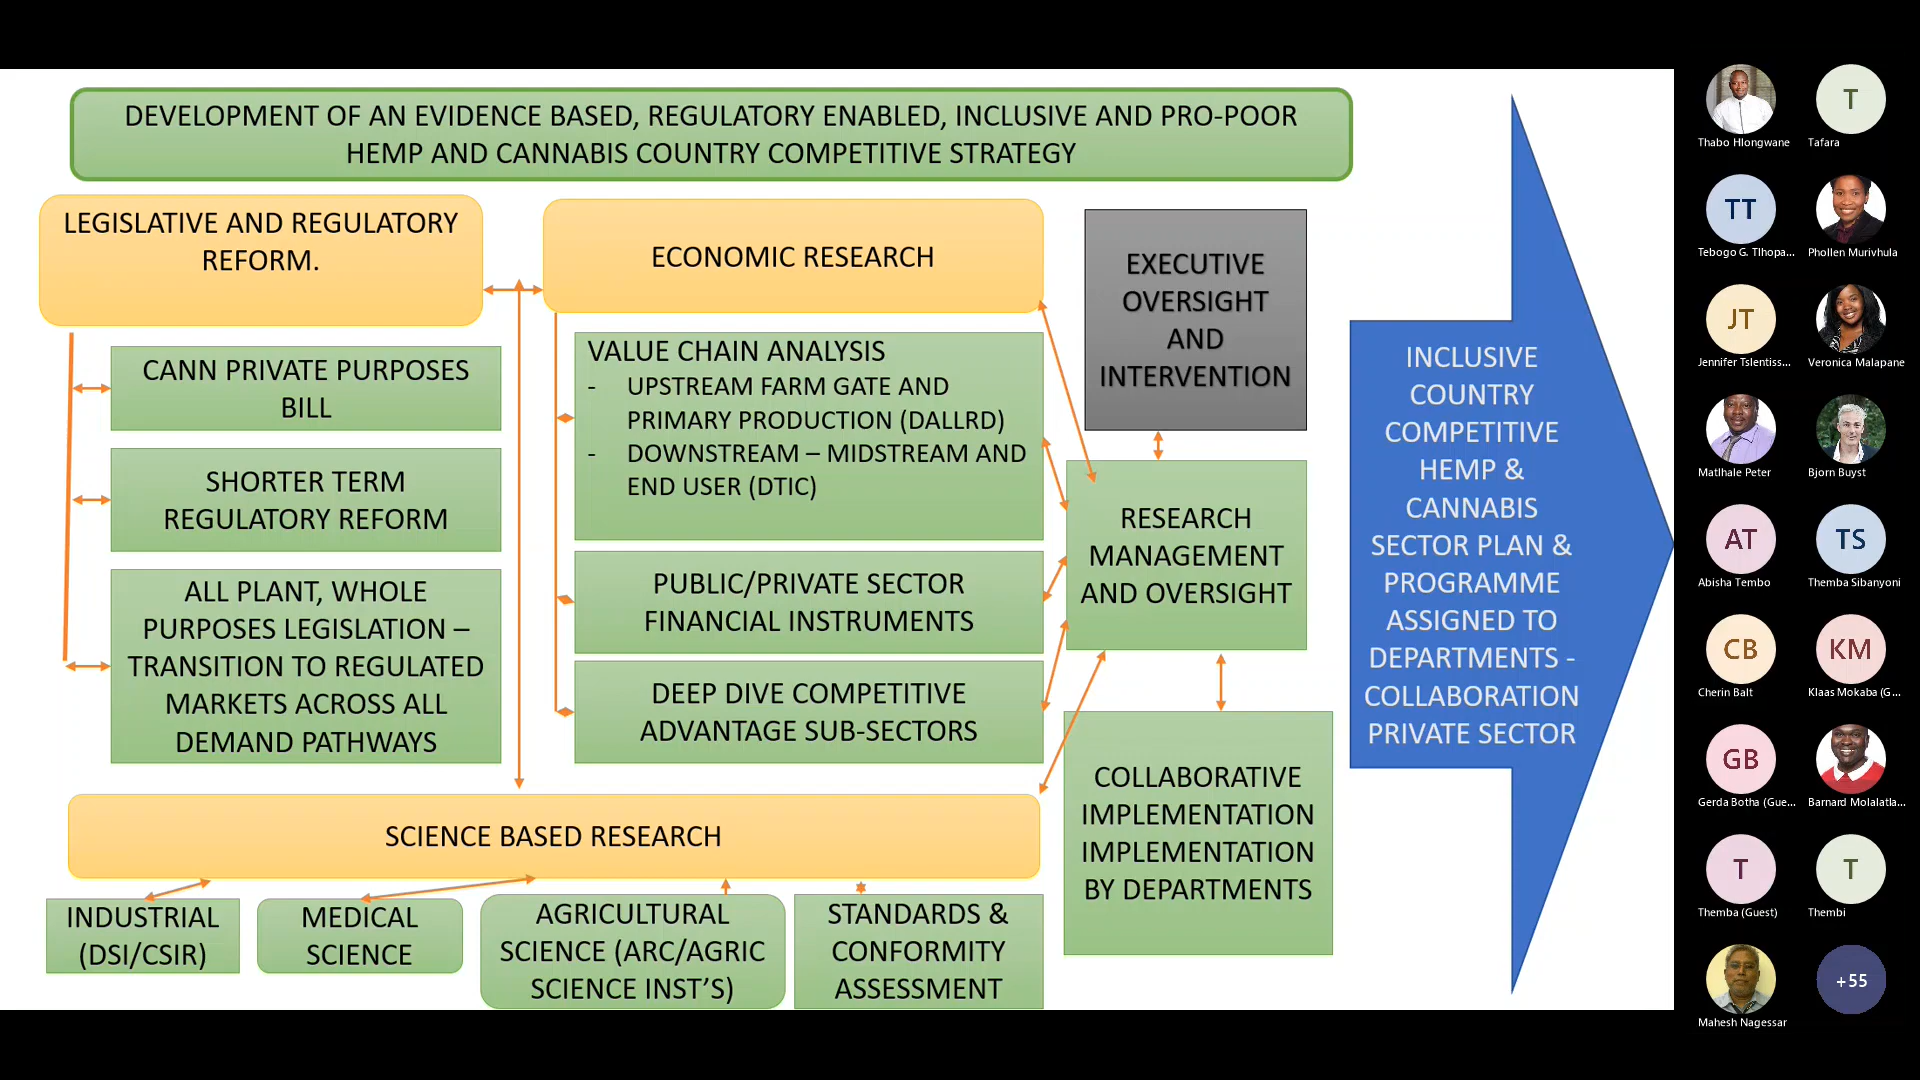 DEVELOPMENT OF AN EVIDENCE BASED, REGULATORY ENABLED, INCLUSIVE AND PRO-POOR
HEMP AND CANNABIS COUNTRY COMPETITIVE STRATEGY
LEGISLATIVE AND REGULATORY
REFORM.
CANN PRIVATE PURPOSES
BILL
SHORTER TERM
REGULATORY REFORM
ALL PLANT, WHOLE
PURPOSES LEGISLATION –
TRANSITION TO REGULATED
MARKETS ACROSS ALL
DEMAND PATHWAYS
ECONOMIC RESEARCH
VALUE CHAIN ANALYSIS
- UPSTREAM FARM GATE AND
PRIMARY PRODUCTION (DALLRD)
- DOWNSTREAM – MIDSTREAM AND
END USER (DTIC)
PUBLIC/PRIVATE SECTOR
FINANCIAL INSTRUMENTS
DEEP DIVE COMPETITIVE
ADVANTAGE SUB-SECTORS
EXECUTIVE
OVERSIGHT
AND
INTERVENTION
RESEARCH
MANAGEMENT
AND OVERSIGHT
COLLABORATIVE
IMPLEMENTATION
IMPLEMENTATION
BY DEPARTMENTS
SCIENCE BASED RESEARCH
INDUSTRIAL
(DSI/CSIR)
MEDICAL
SCIENCE
AGRICULTURAL
SCIENCE (ARC/AGRIC
SCIENCE INST'S)
STANDARDS &
CONFORMITY
ASSESSMENT
INCLUSIVE
COUNTRY
COMPETITIVE
HEMP &
CANNABIS
SECTOR PLAN &
PROGRAMME
ASSIGNED TO
DEPARTMENTS -
COLLABORATION
PRIVATE SECTOR
Thabo Hlongwane
T
Tafara
TT
Tebogo G. Tlhopa...
Phollen Murivhula
JT
Jennifer Tslentiss...
Veronica Malapane
Matlhale Peter
Bjorn Buyst
AT
Abisha Tembo
TS
Themba Sibanyoni
CB
Cherin Balt
KM
Klaas Mokaba (G...
GB
Gerda Botha (Gue...
Barnard Molalatla...
T
Themba (Guest)
T
Thembi
Mahesh Nagessar
+55